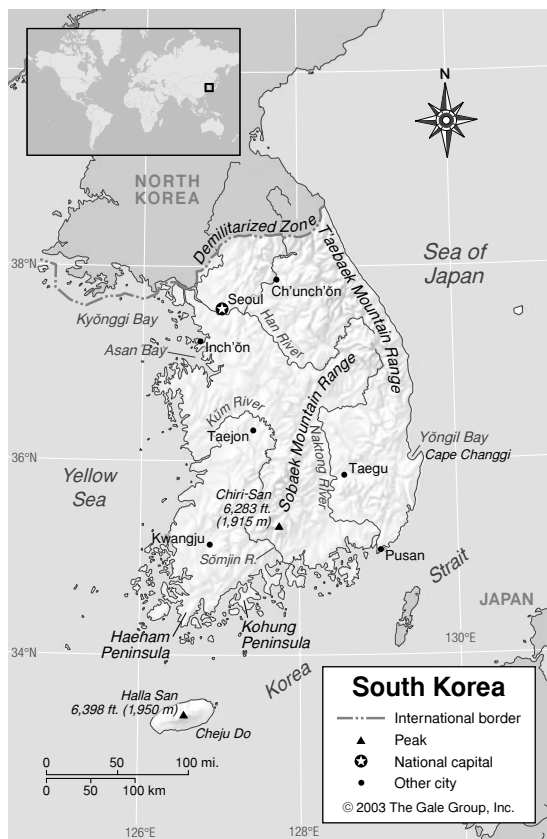 N
NORTH
KOREA
Demilitarized Zone
T'aebaek Mountain Range
Sea of
Japan
38°N
Ch'unch'ŏn
Seoul
Kyŏnggi Bay
Han River
Asan Bay
Inch'ŏn
Kŭm River
Sobaek Mountain Range
Taejon
Naktong River
Yŏngil Bay
Cape Changgi
36°N
Yellow
Sea
Taegu
Chiri-San
6,283 ft.
(1,915 m)
Kwangju
Sŏmjin R.
Pusan
Korea Strait
JAPAN
Haeham
Peninsula
Kohung
Peninsula
130°E
34°N
Halla San
6,398 ft. (1,950 m)
Cheju Do
South Korea
International border
Peak
National capital
Other city
© 2003 The Gale Group, Inc.
0 50 100 mi.
0 50 100 km
126°E
128°E